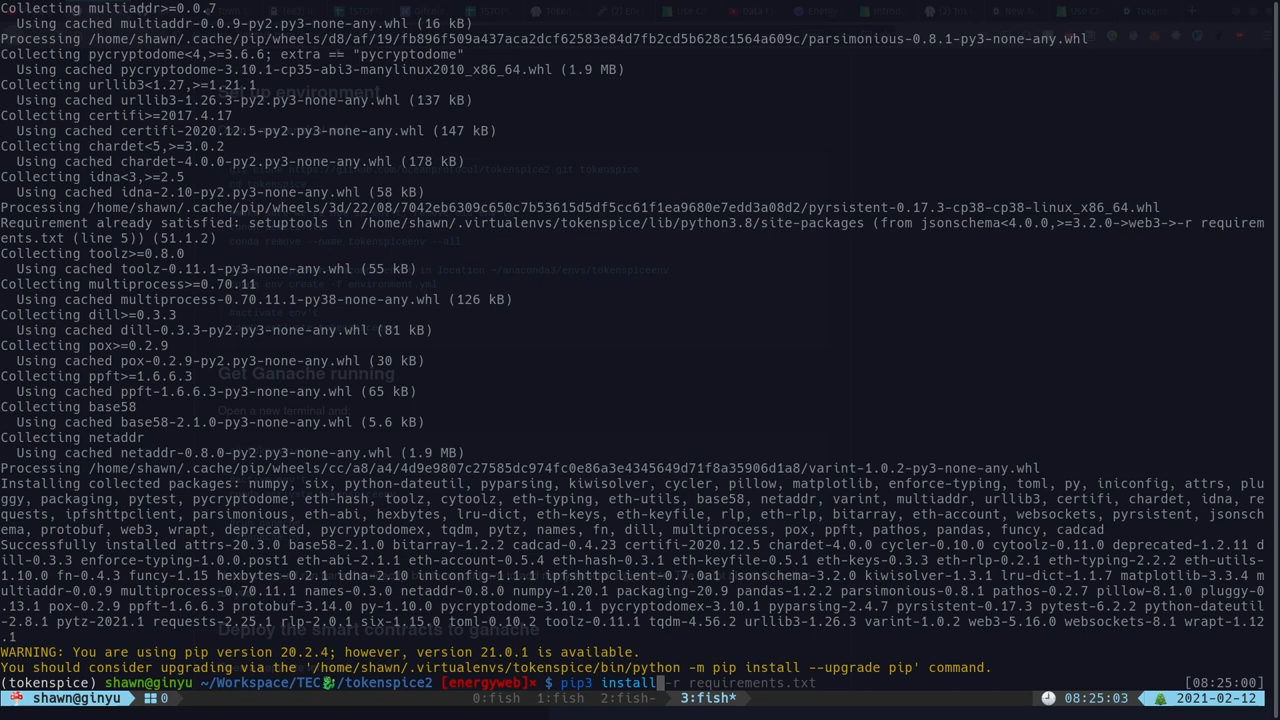 Collecting multiaddr>=0.0.7
  Using cached multiaddr-0.0.9-py2.py3-none-any.whl (16 kB)
Processing /home/shawn/.cache/pip/wheels/d8/af/19/fb896f509a437aca2dcf62583e84d7fb2cd5b628c1564a609c/parsimonious-0.8.1-py3-none-any.whl
Collecting pycryptodome<4,>=3.6.6; extra == "pycryptodome"
  Using cached pycryptodome-3.10.1-cp35-abi3-manylinux2010_x86_64.whl (1.9 MB)
Collecting urllib3<1.27,>=1.21.1
Set up environment
  Using cached urllib3-1.26.3-py2.py3-none-any.whl (137 kB)
Collecting certifi>=2017.4.17
  Using cached certifi-2020.12.5-py2.py3-none-any.whl (147 kB)
Collecting chardet<5,>=3.0.2
  Using cached chardet-4.0.0-py2.py3-none-any.whl (178 kB)
Collecting idna<3,>=2.5
  Using cached idna-2.10-py2.py3-none-any.whl (58 kB)
Processing /home/shawn/.cache/pip/wheels/3d/22/08/7042eb6309c650c7b53615d5df5cc61f1ea9680e7edd3a08d2/pyrsistent-0.17.3-cp38-cp38-linux_x86_64.whl
Requirement already satisfied: setuptools in /home/shawn/.virtualenvs/tokenspice/lib/python3.8/site-packages (from jsonschema<4.0.0,>=3.2.0->web3->-r requirem
ents.txt (line 5)) (51.1.2)
conda remove --name tokenspiceenv --all
Collecting toolz>=0.8.0
  Using cached toolz-0.11.1-py3-none-any.whl (55 kB)
Collecting multiprocess>=0.70.11
  Using cached multiprocess-0.70.11.1-py38-none-any.whl (126 kB)
Collecting dill>=0.3.3
  Using cached dill-0.3.3-py2.py3-none-any.whl (81 kB)
Collecting pox>=0.2.9
  Using cached pox-0.2.9-py2.py3-none-any.whl (30 kB)
Collecting ppft>=1.6.6.3
Get Ganache running
  Using cached ppft-1.6.6.3-py3-none-any.whl (65 kB)
Collecting base58
Open a new terminal and:
  Using cached base58-2.1.0-py3-none-any.whl (5.6 kB)
Collecting netaddr
  Using cached netaddr-0.8.0-py2.py3-none-any.whl (1.9 MB)
Processing /home/shawn/.cache/pip/wheels/cc/a8/a4/4d9e9807c27585dc974fc0e86a3e4345649d71f8a35906d1a8/varint-1.0.2-py3-none-any.whl
Installing collected packages: numpy, six, python-dateutil, pyparsing, kiwisolver, cycler, pillow, matplotlib, enforce-typing, toml, py, iniconfig, attrs, plu
ggy, packaging, pytest, pycryptodome, eth-hash, toolz, cytoolz, eth-typing, eth-utils, base58, netaddr, varint, multiaddr, urllib3, certifi, chardet, idna, re
quests, ipfshttpclient, parsimonious, eth-abi, hexbytes, lru-dict, eth-keys, eth-keyfile, rlp, eth-rlp, bitarray, eth-account, websockets, pyrsistent, jsonsch
ema, protobuf, web3, wrapt, deprecated, pycryptodomex, tqdm, pytz, names, fn, dill, multiprocess, pox, ppft, pathos, pandas, funcy, cadcad
Successfully installed attrs-20.3.0 base58-2.1.0 bitarray-1.2.2 cadcad-0.4.23 certifi-2020.12.5 chardet-4.0.0 cycler-0.10.0 cytoolz-0.11.0 deprecated-1.2.11 d
ill-0.3.3 enforce-typing-1.0.0.post1 eth-abi-2.1.1 eth-account-0.5.4 eth-hash-0.3.1 eth-keyfile-0.5.1 eth-keys-0.3.3 eth-rlp-0.2.1 eth-typing-2.2.2 eth-utils-
1.10.0 fn-0.4.3 funcy-1.15 hexbytes-0.2.1 idna-2.10 iniconfig-1.1.1 ipfshttpclient-0.7.0a1 jsonschema-3.2.0 kiwisolver-1.3.1 lru-dict-1.1.7 matplotlib-3.3.4 m
ultiaddr-0.0.9 multiprocess-0.70.11.1 names-0.3.0 netaddr-0.8.0 numpy-1.20.1 packaging-20.9 pandas-1.2.2 parsimonious-0.8.1 pathos-0.2.7 pillow-8.1.0 pluggy-0
.13.1 pox-0.2.9 ppft-1.6.6.3 protobuf-3.14.0 py-1.10.0 pycryptodome-3.10.1 pycryptodomex-3.10.1 pyparsing-2.4.7 pyrsistent-0.17.3 pytest-6.2.2 python-dateutil
-2.8.1 pytz-2021.1 requests-2.25.1 rlp-2.0.1 six-1.15.0 toml-0.10.2 toolz-0.11.1 tqdm-4.56.2 urllib3-1.26.3 varint-1.0.2 web3-5.16.0 websockets-8.1 wrapt-1.12
.1
Deploy the smart contracts to ganache
WARNING: You are using pip version 20.2.4; however, version 21.0.1 is available.
You should consider upgrading via the '/home/shawn/.virtualenvs/tokenspice/bin/python -m pip install --upgrade pip' command.
(tokenspice) shawn@ginyu ~/Workspace/TEC🐉/tokenspice2 [energyweb]× $ pip3 install -r requirements.txt [08:25:00]
shawn@ginyu 0 0:fish 1:fish 2:fish- 3:fish* 08:25:03 2021-02-12